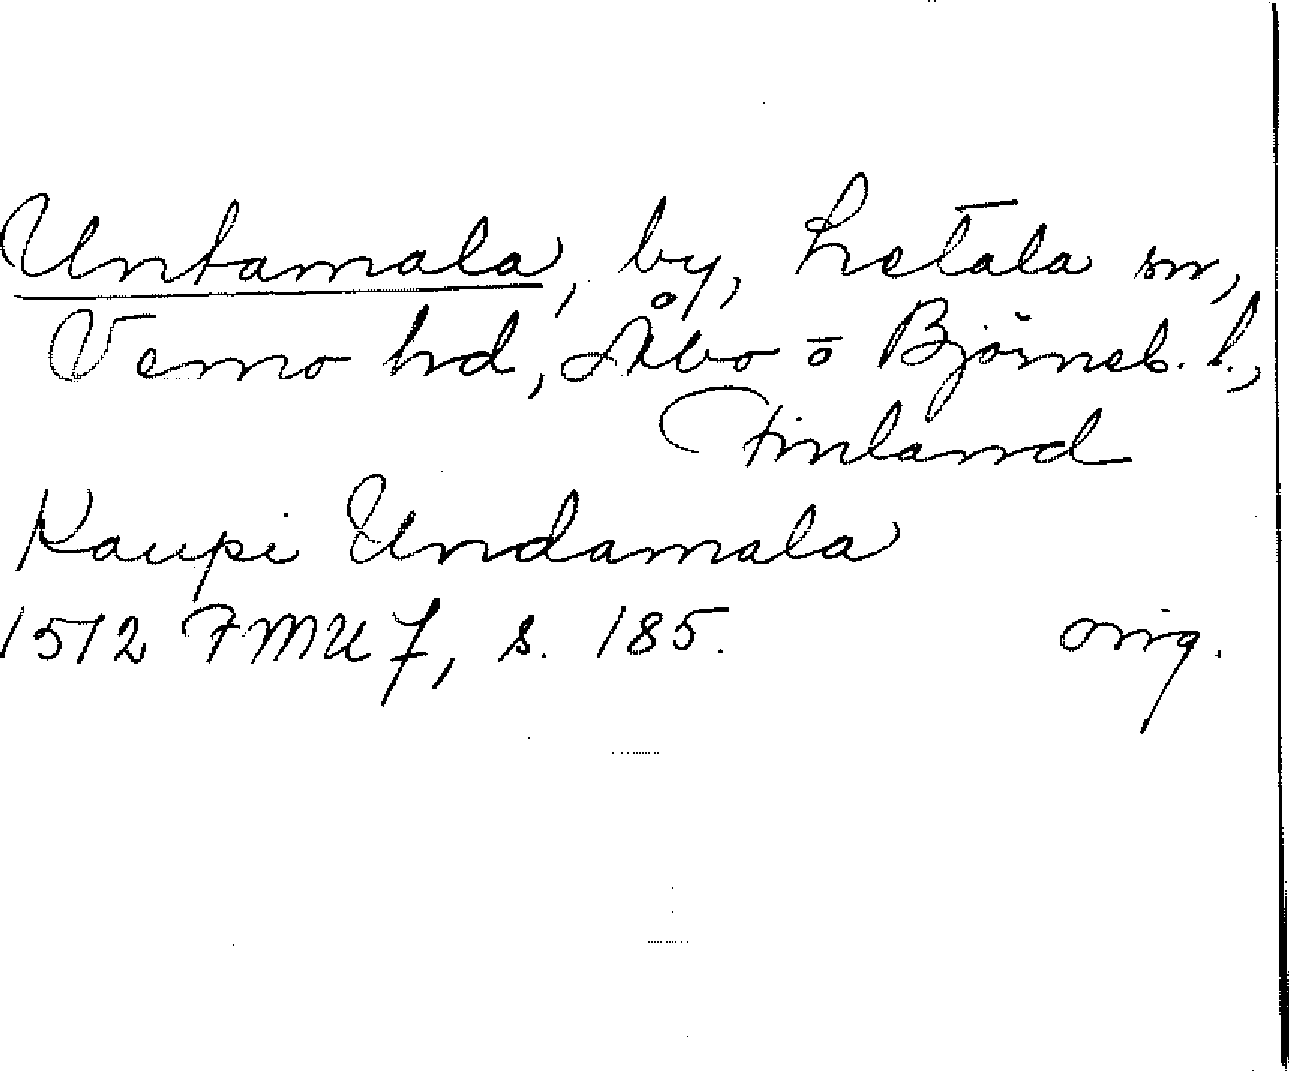 Untamala, by, Letala sn,
Vemo hd, Åbo ō Björneb. l.,
Finland
Kaupi Undamala
1512 FMU 7, s. 185. orig.